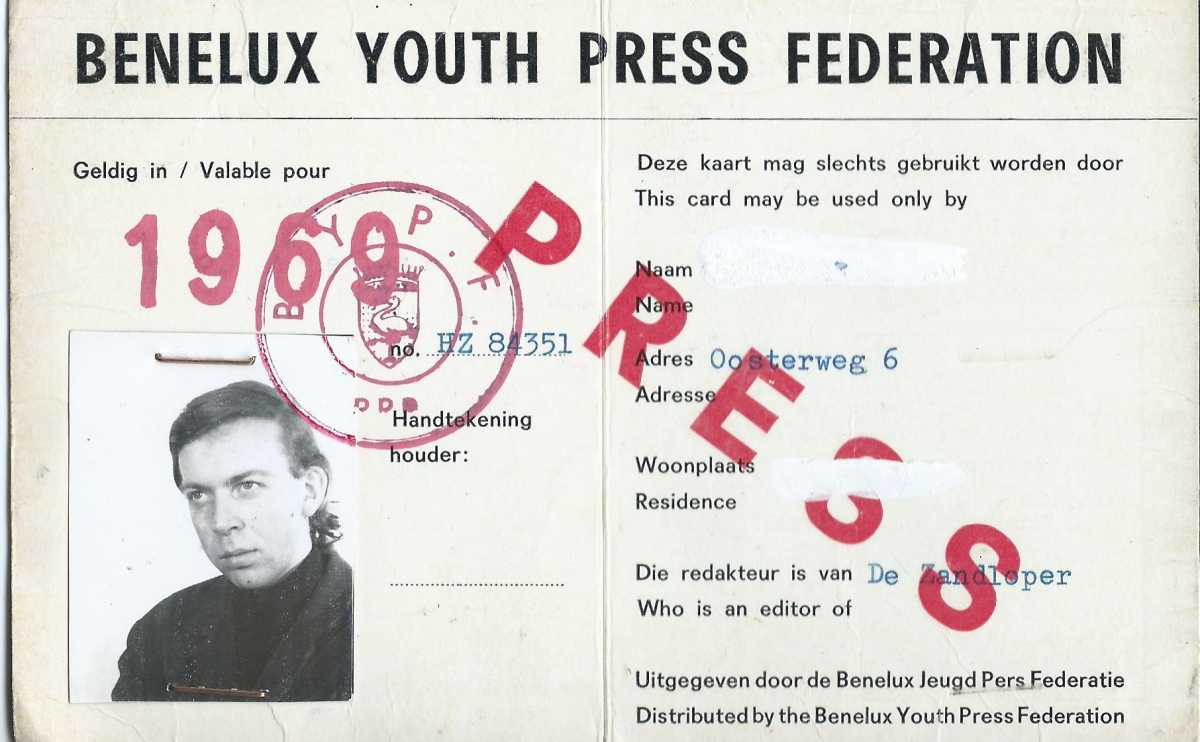 BENELUX YOUTH PRESS FEDERATION
Geldig in / Valable pour
1969
B Y P F
no. HZ 84351
Handtekening
houder:
PRESS
Deze kaart mag slechts gebruikt worden door
This card may be used only by
Naam
Name
Adres Oosterweg 6
Adresse
Woonplaats
Residence
Die redakteur is van De Zandloper
Who is an editor of
Uitgegeven door de Benelux Jeugd Pers Federatie
Distributed by the Benelux Youth Press Federation